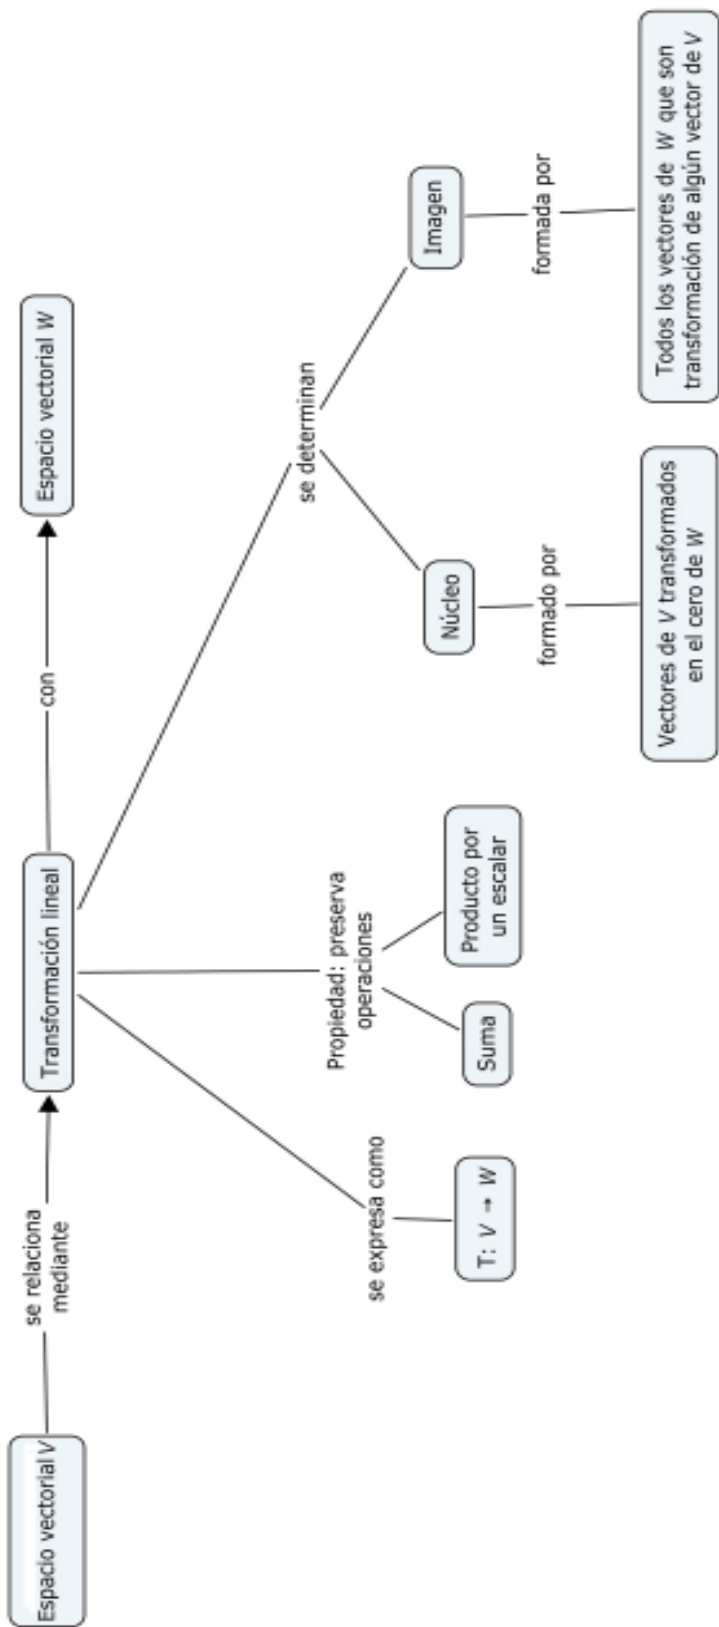 Espacio vectorial V
se relaciona
mediante
Transformación lineal
con
Espacio vectorial W
se expresa como
T: V → W
Propiedad: preserva
operaciones
Suma
Producto por
un escalar
se determinan
Núcleo
formado por
Vectores de V transformados
en el cero de W
Imagen
formada por
Todos los vectores de W que son
transformación de algún vector de V